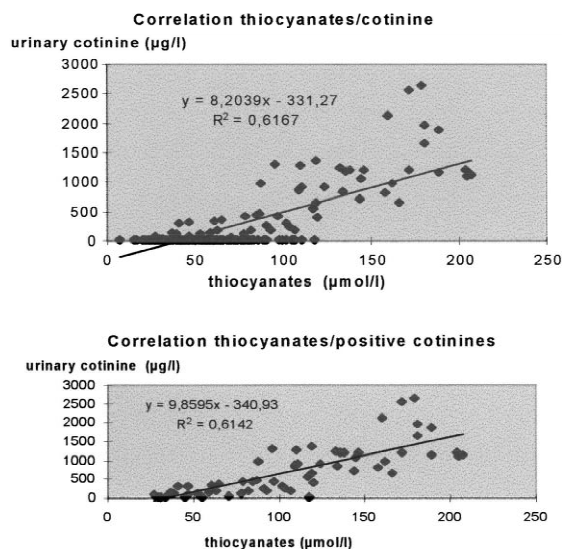 Correlation thiocyanates/cotinine
urinary cotinine (µg/l)
3000
2500
2000
1500
1000
500
0
y = 8,2039x - 331,27
R² = 0,6167
0 50 100 150 200 250
thiocyanates (µmol/l)
Correlation thiocyanates/positive cotinines
urinary cotinine (µg/l)
3000
2500
2000
1500
1000
500
0
y = 9,8595x - 340,93
R² = 0,6142
0 50 100 150 200 250
thiocyanates (µmol/l)